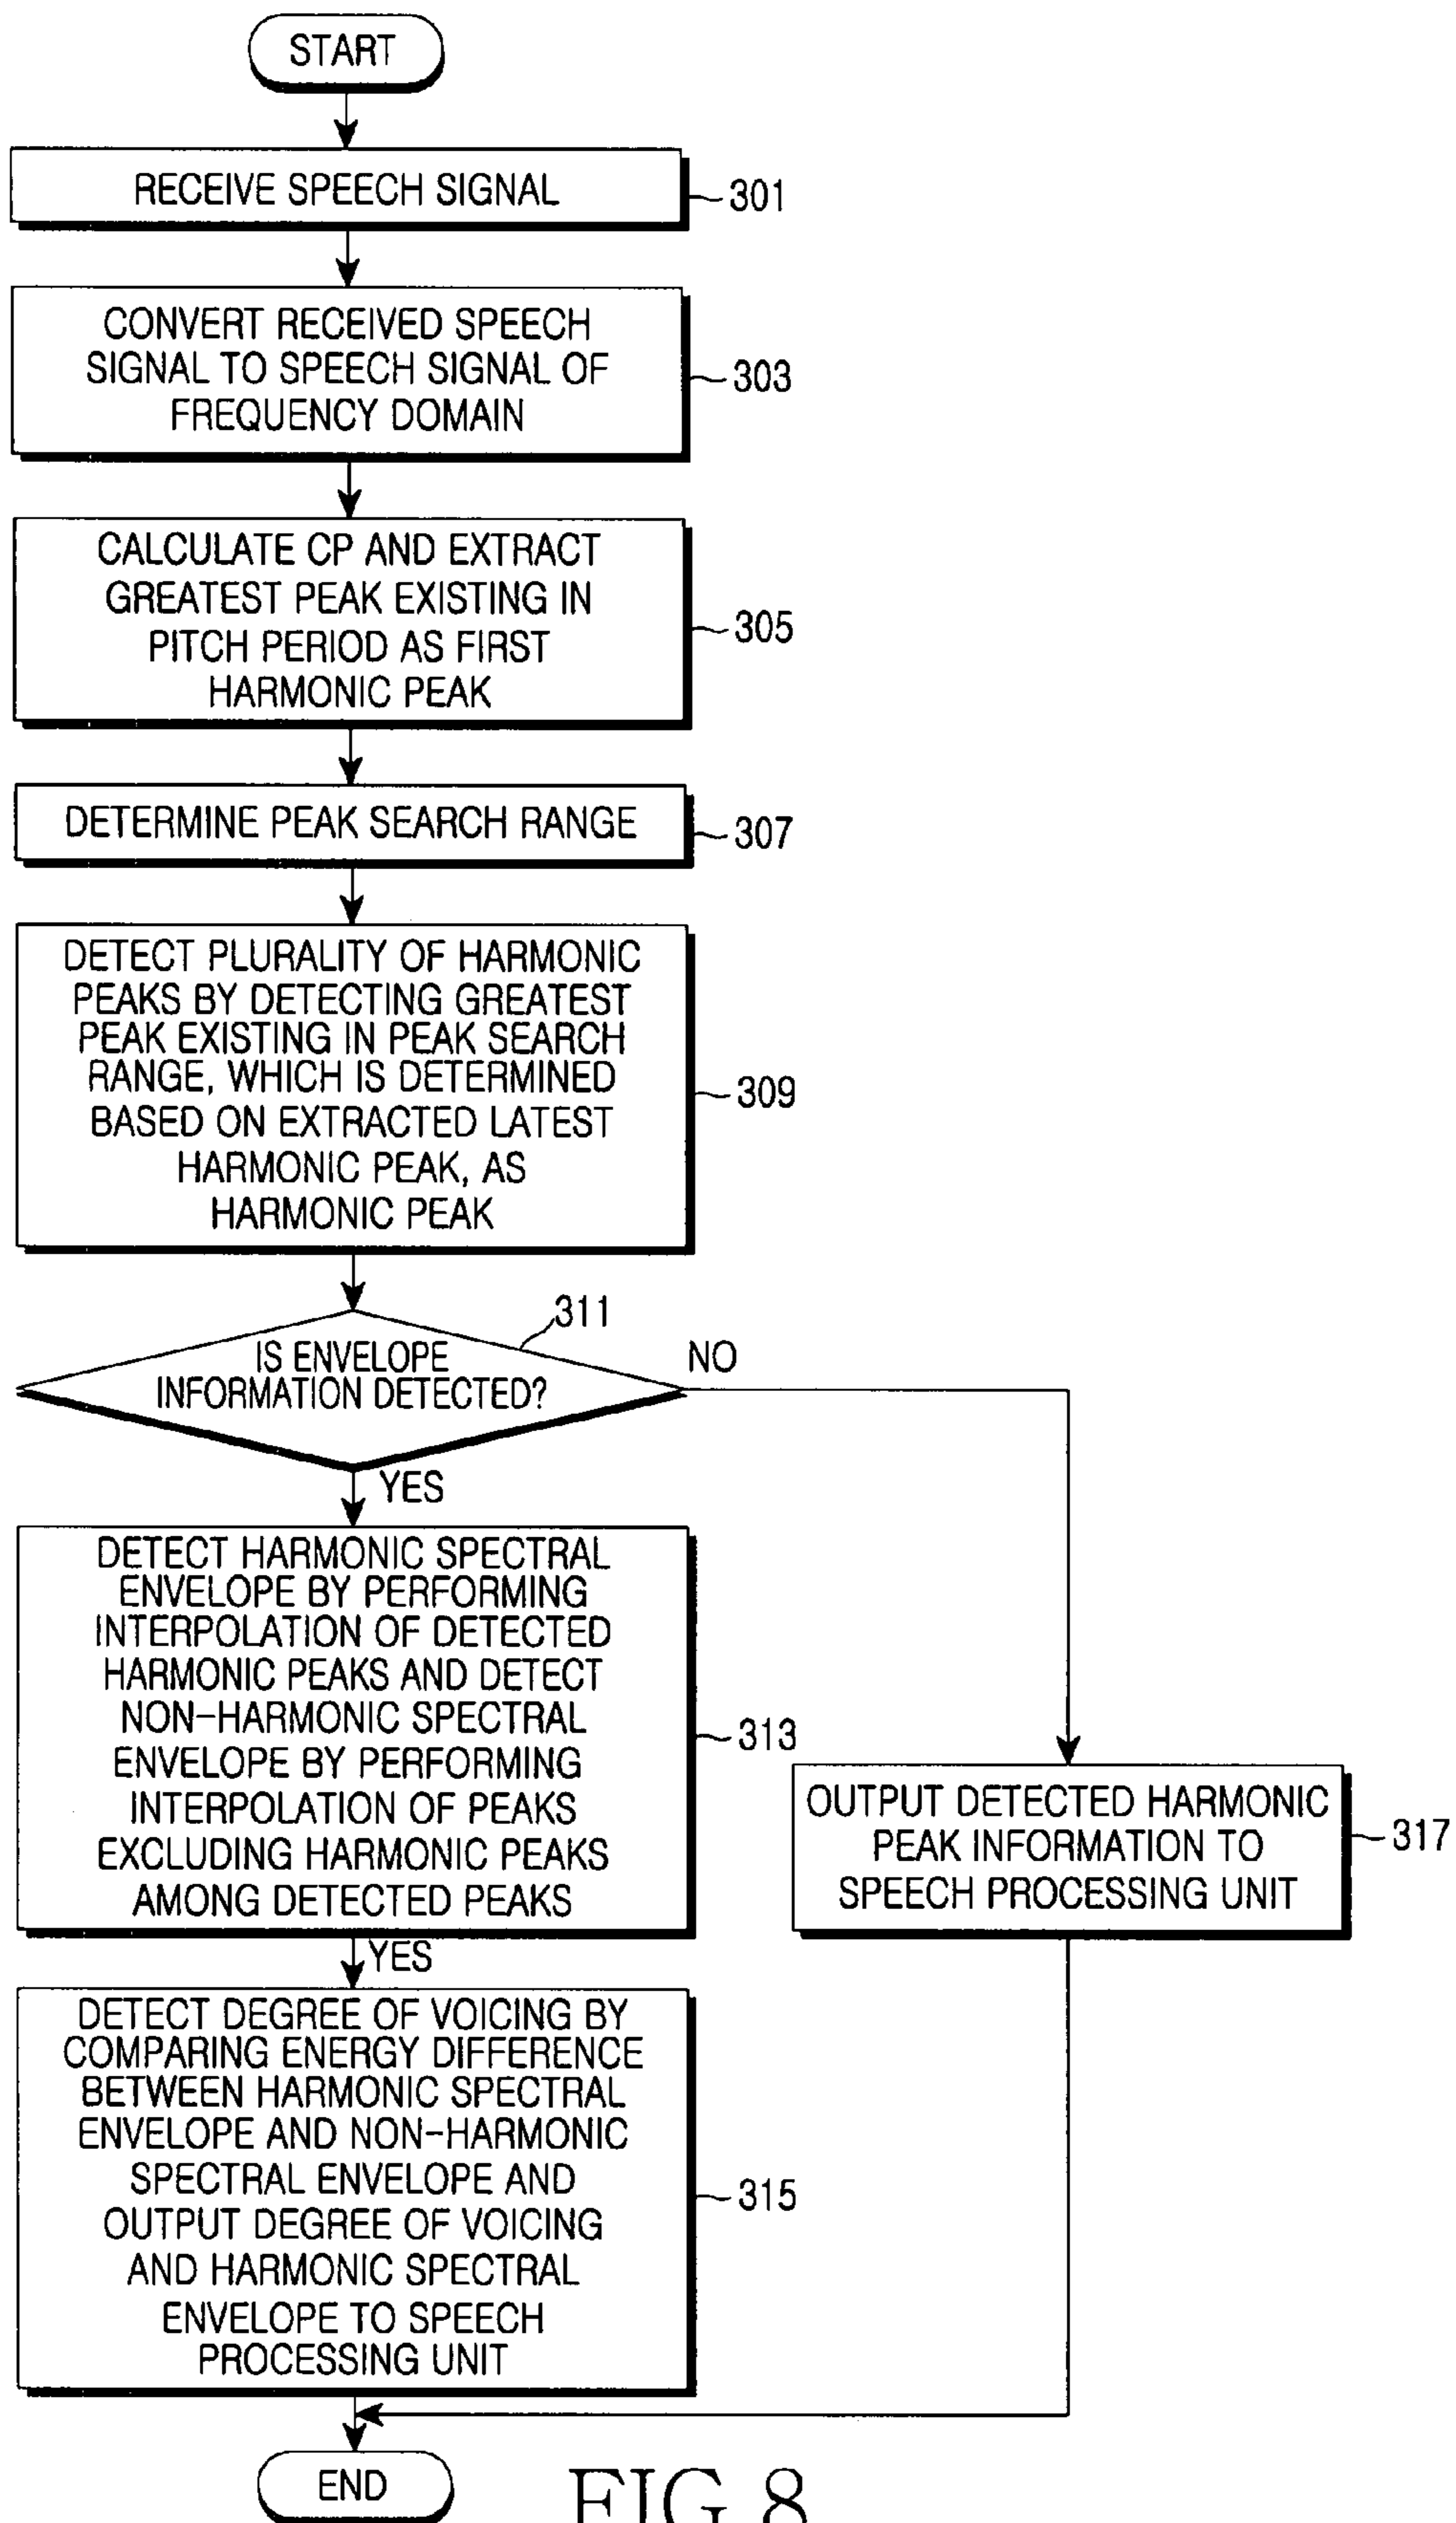 START
RECEIVE SPEECH SIGNAL
301
CONVERT RECEIVED SPEECH
SIGNAL TO SPEECH SIGNAL OF
FREQUENCY DOMAIN
303
CALCULATE CP AND EXTRACT
GREATEST PEAK EXISTING IN
PITCH PERIOD AS FIRST
HARMONIC PEAK
305
DETERMINE PEAK SEARCH RANGE
307
DETECT PLURALITY OF HARMONIC
PEAKS BY DETECTING GREATEST
PEAK EXISTING IN PEAK SEARCH
RANGE, WHICH IS DETERMINED
BASED ON EXTRACTED LATEST
HARMONIC PEAK, AS
HARMONIC PEAK
309
311
IS ENVELOPE
INFORMATION DETECTED?
NO
YES
DETECT HARMONIC SPECTRAL
ENVELOPE BY PERFORMING
INTERPOLATION OF DETECTED
HARMONIC PEAKS AND DETECT
NON-HARMONIC SPECTRAL
ENVELOPE BY PERFORMING
INTERPOLATION OF PEAKS
EXCLUDING HARMONIC PEAKS
AMONG DETECTED PEAKS
313
OUTPUT DETECTED HARMONIC
PEAK INFORMATION TO
SPEECH PROCESSING UNIT
317
YES
DETECT DEGREE OF VOICING BY
COMPARING ENERGY DIFFERENCE
BETWEEN HARMONIC SPECTRAL
ENVELOPE AND NON-HARMONIC
SPECTRAL ENVELOPE AND
OUTPUT DEGREE OF VOICING
AND HARMONIC SPECTRAL
ENVELOPE TO SPEECH
PROCESSING UNIT
315
END
FIG.8